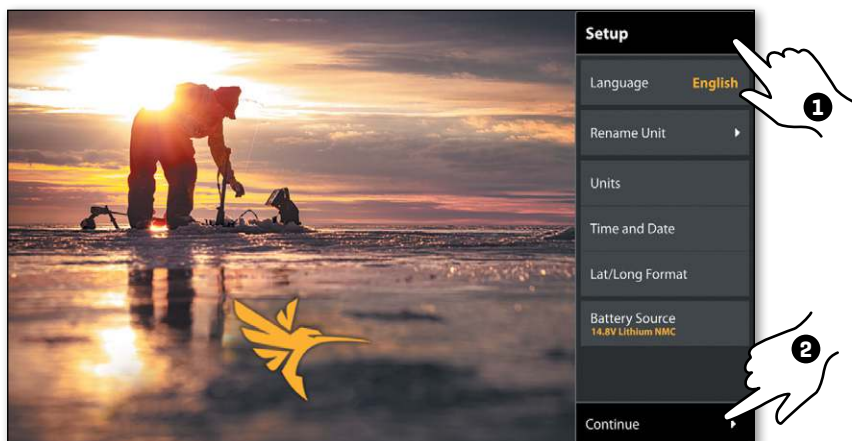 Setup
Language English
1
Rename Unit
Units
Time and Date
Lat/Long Format
Battery Source
14.8V Lithium NMC
2
Continue